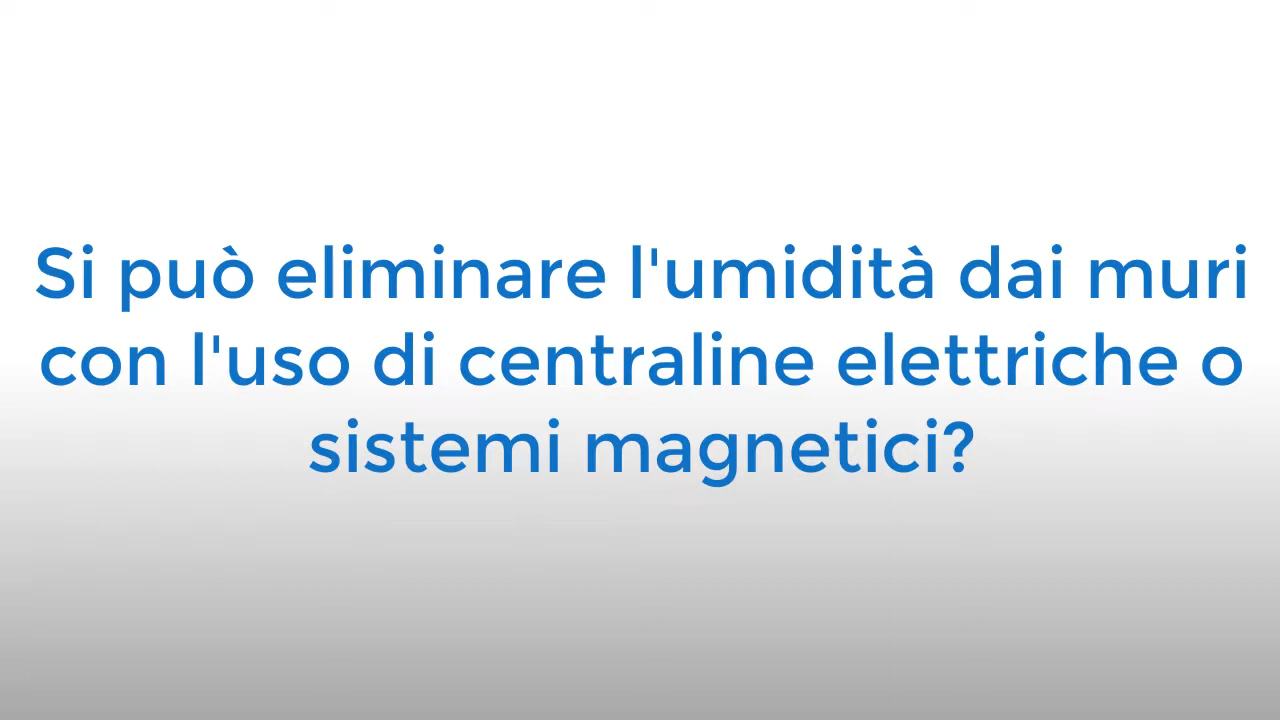 Si può eliminare l'umidità dai muri
con l'uso di centraline elettriche o
sistemi magnetici?